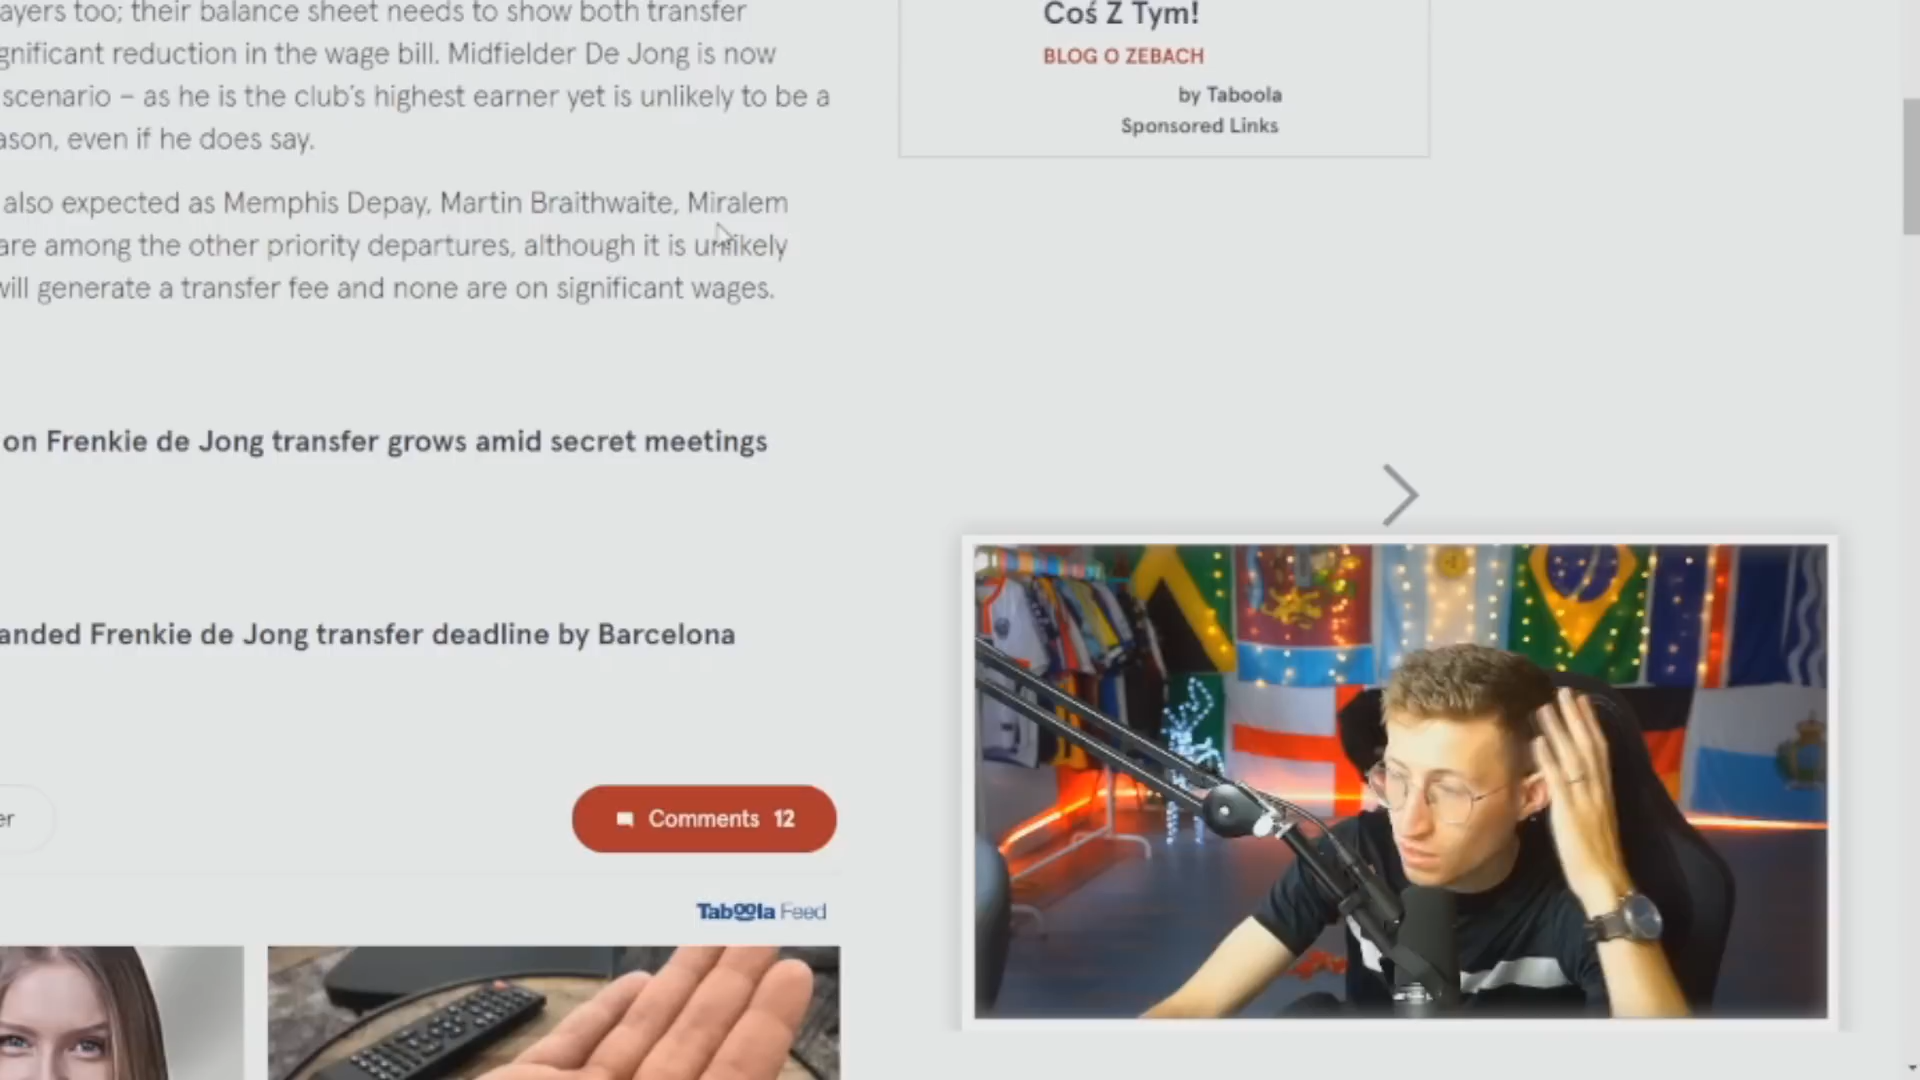 ayers too; their balance sheet needs to show both transfer
gnificant reduction in the wage bill. Midfielder De Jong is now
scenario – as he is the club's highest earner yet is unlikely to be a
ason, even if he does say.
also expected as Memphis Depay, Martin Braithwaite, Miralem
are among the other priority departures, although it is unlikely
will generate a transfer fee and none are on significant wages.
on Frenkie de Jong transfer grows amid secret meetings
anded Frenkie de Jong transfer deadline by Barcelona
er
Comments 12
Taboola Feed
Coś Z Tym!
BLOG O ZEBACH
by Taboola
Sponsored Links